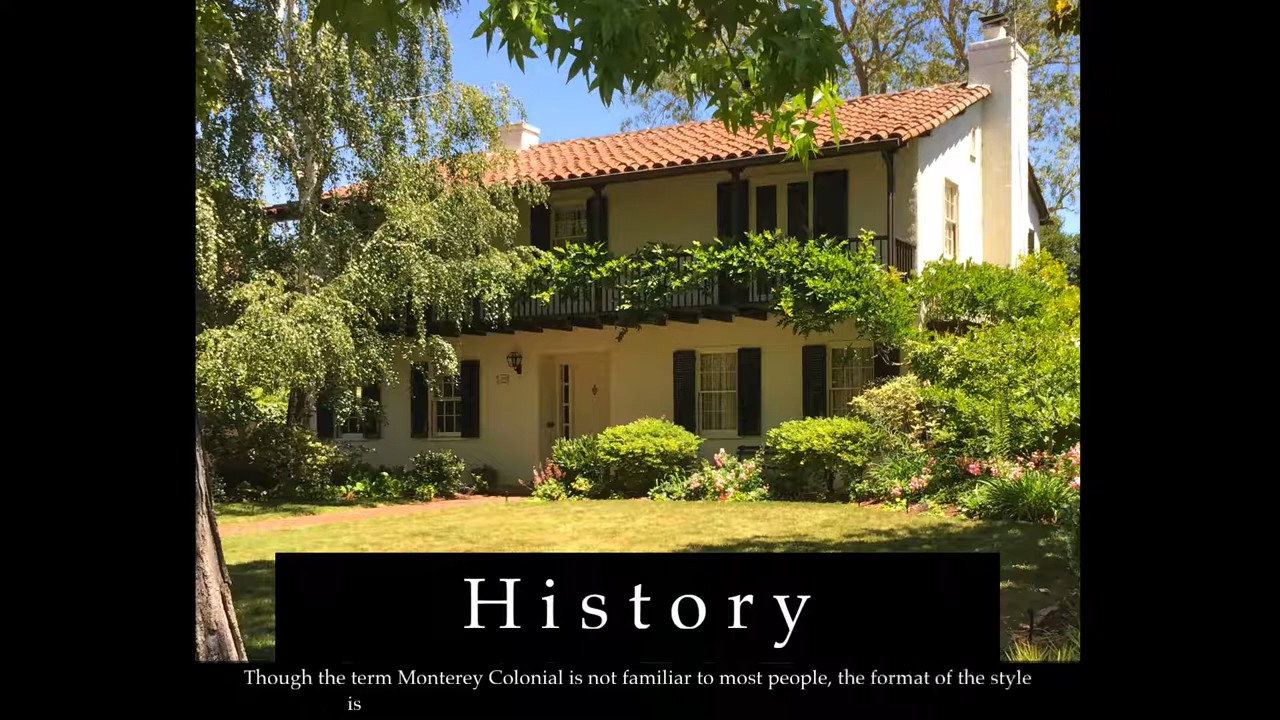 History
Though the term Monterey Colonial is not familiar to most people, the format of the style
is